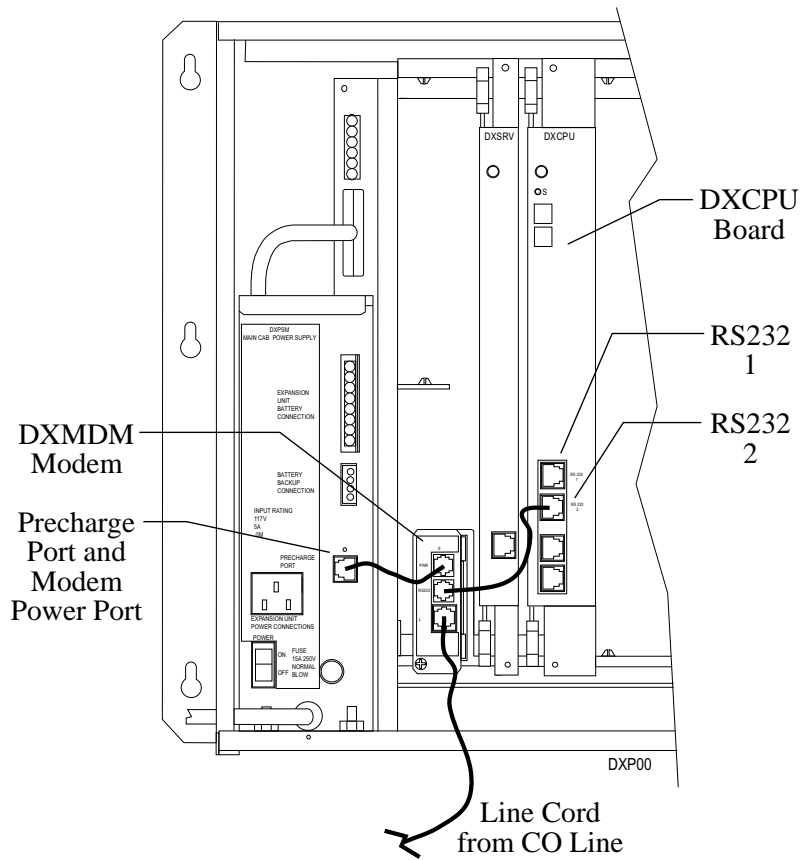 DXSRV
DXCPU
S
DXCPU
Board
DXPSM
MAIN CAB POWER SUPPLY
RS232
1
EXPANSION
UNIT
BATTERY
CONNECTION
RS232
2
DXMDM
Modem
BATTERY
BACKUP
CONNECTION
RS 232
1
RS 232
2
INPUT RATING
117V
5A
.0M
Precharge
Port and
Modem
Power Port
PRECHARGE
PORT
S
PWR
RS232
L
EXPANSION UNIT
POWER CONNECTIONS
POWER
ON
OFF
FUSE
15A 250V
NORMAL
BLOW
DXP00
Line Cord
from CO Line